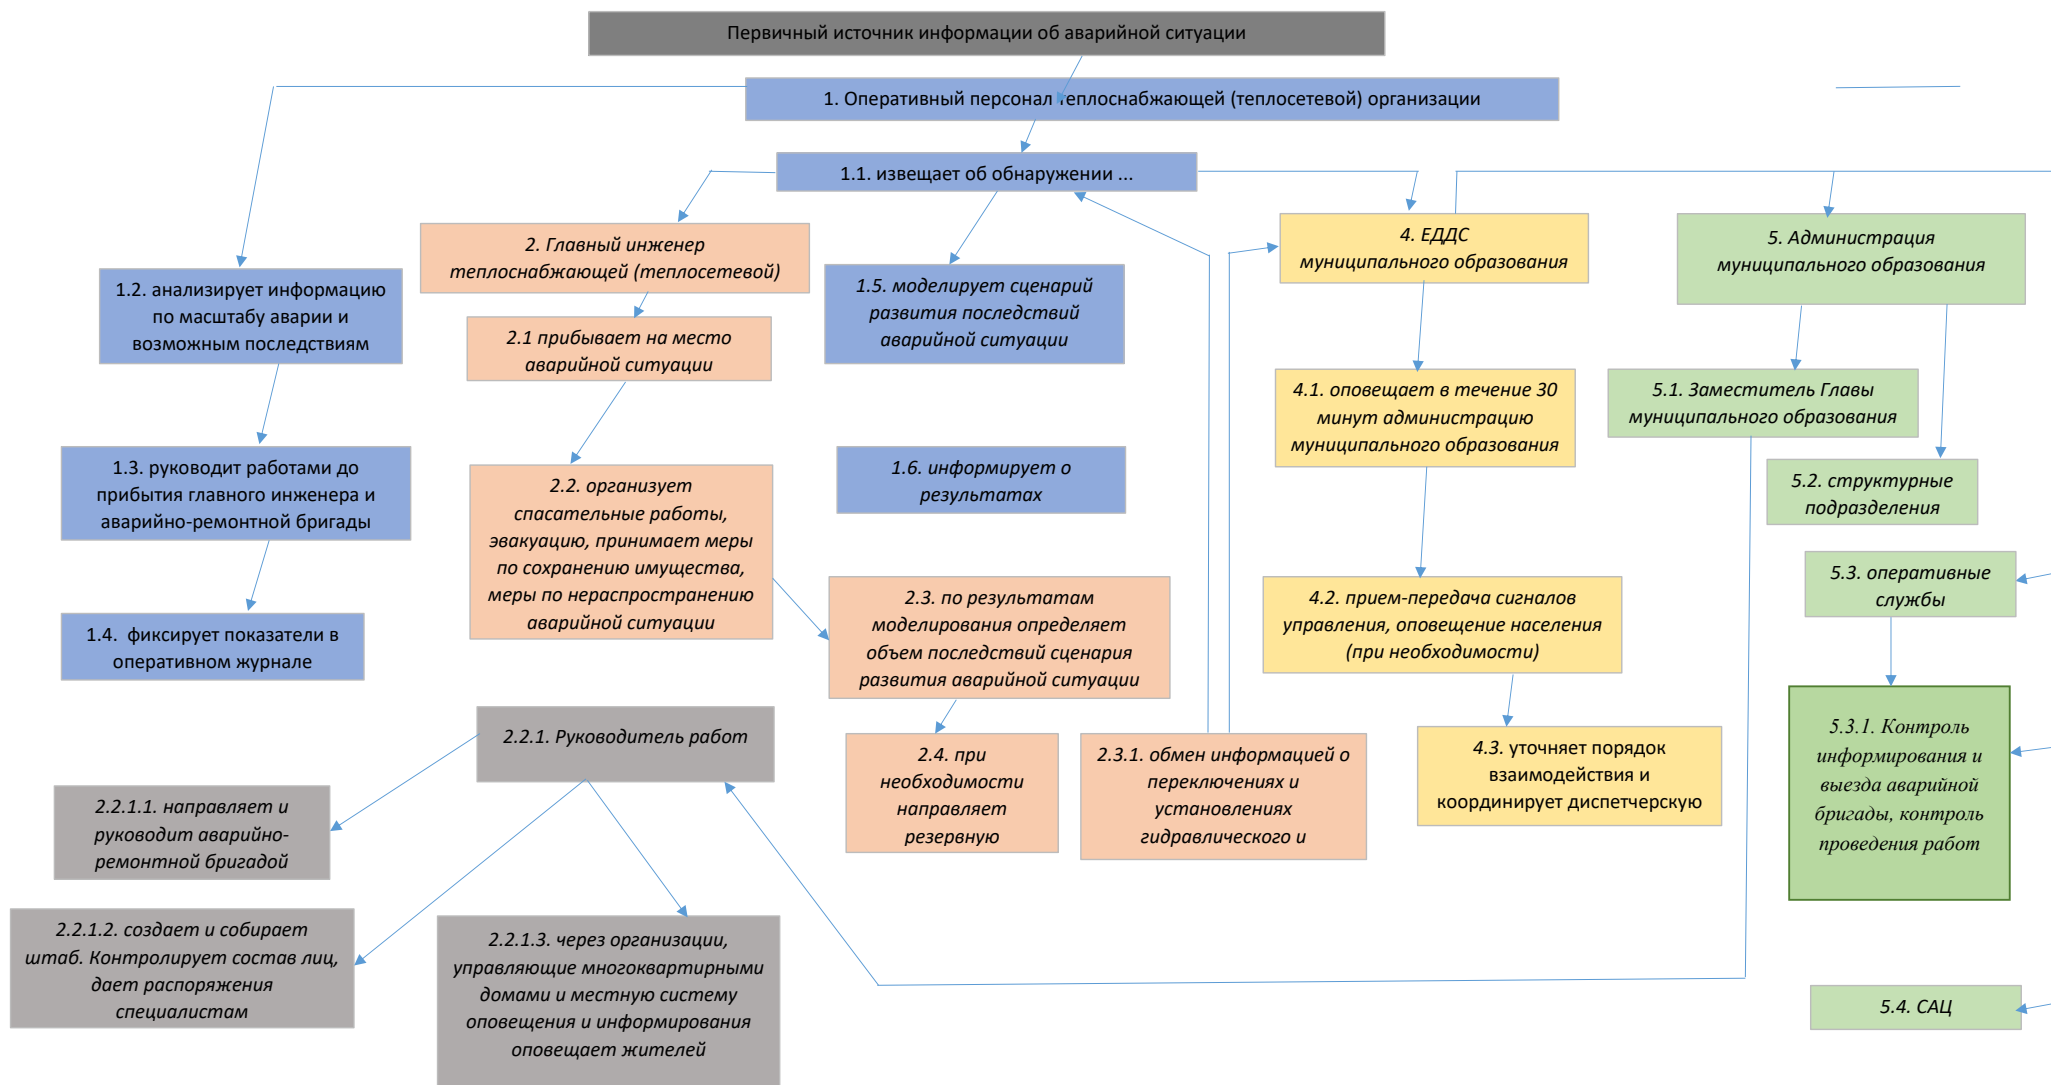 Первичный источник информации об аварийной ситуации
1. Оперативный персонал теплоснабжающей (теплосетевой) организации
1.1. извещает об обнаружении ...
2. Главный инженер
теплоснабжающей (теплосетевой)
4. ЕДДС
муниципального образования
5. Администрация
муниципального образования
1.2. анализирует информацию
по масштабу аварии и
возможным последствиям
2.1 прибывает на место
аварийной ситуации
1.5. моделирует сценарий
развития последствий
аварийной ситуации
4.1. оповещает в течение 30
минут администрацию
муниципального образования
5.1. Заместитель Главы
муниципального образования
1.3. руководит работами до
прибытия главного инженера и
аварийно-ремонтной бригады
2.2. организует
спасательные работы,
эвакуацию, принимает меры
по сохранению имущества,
меры по нераспространению
аварийной ситуации
1.6. информирует о
результатах
5.2. структурные
подразделения
1.4. фиксирует показатели в
оперативном журнале
2.3. по результатам
моделирования определяет
объем последствий сценария
развития аварийной ситуации
4.2. прием-передача сигналов
управления, оповещение населения
(при необходимости)
5.3. оперативные
службы
2.2.1. Руководитель работ
2.4. при
необходимости
направляет
резервную
2.3.1. обмен информацией о
переключениях и
установлениях
гидравлического и
4.3. уточняет порядок
взаимодействия и
координирует диспетчерскую
5.3.1. Контроль
информирования и
выезда аварийной
бригады, контроль
проведения работ
2.2.1.1. направляет и
руководит аварийно-
ремонтной бригадой
2.2.1.2. создает и собирает
штаб. Контролирует состав лиц,
дает распоряжения
специалистам
2.2.1.3. через организации,
управляющие многоквартирными
домами и местную систему
оповещения и информирования
оповещает жителей
5.4. САЦ